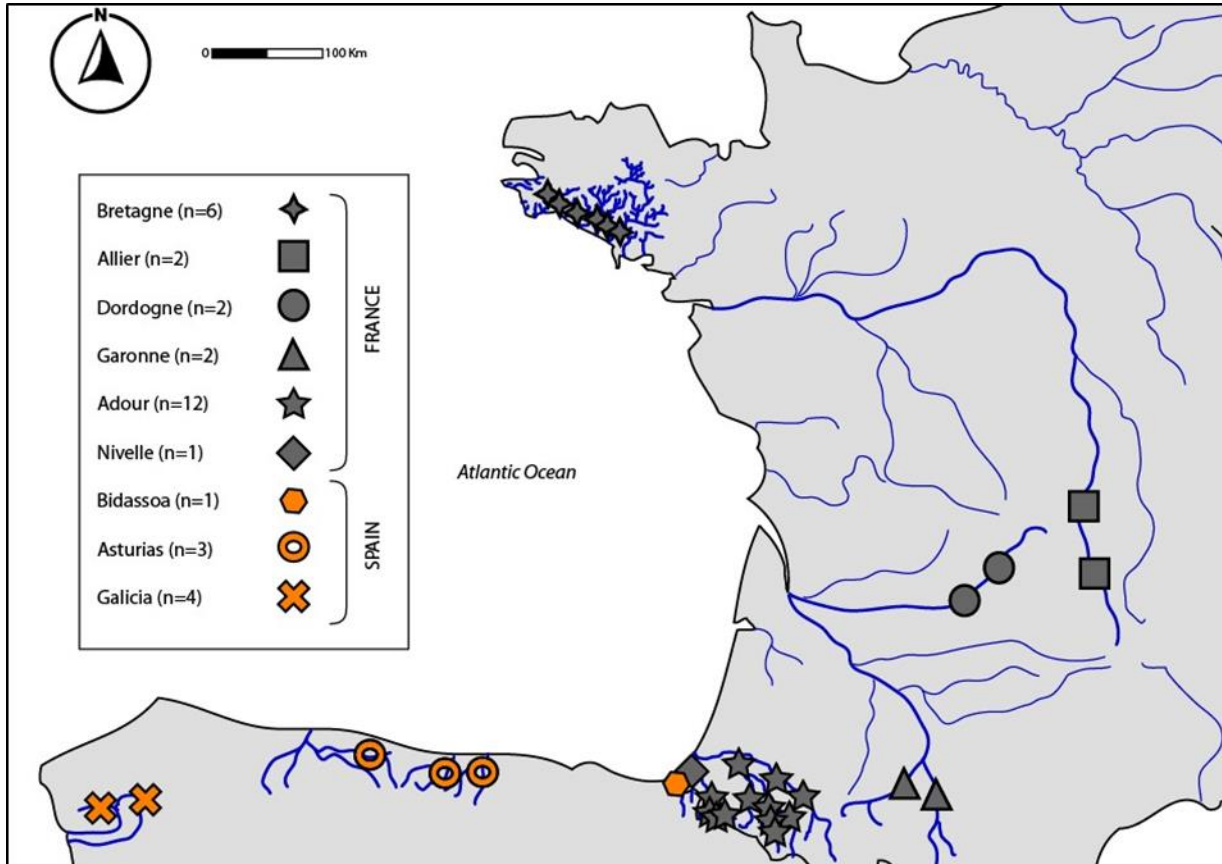 N
0 100 Km
Bretagne (n=6)
Allier (n=2)
Dordogne (n=2)
Garonne (n=2)
Adour (n=12)
Nivelle (n=1)
FRANCE
Bidassoa (n=1)
Asturias (n=3)
Galicia (n=4)
SPAIN
Atlantic Ocean